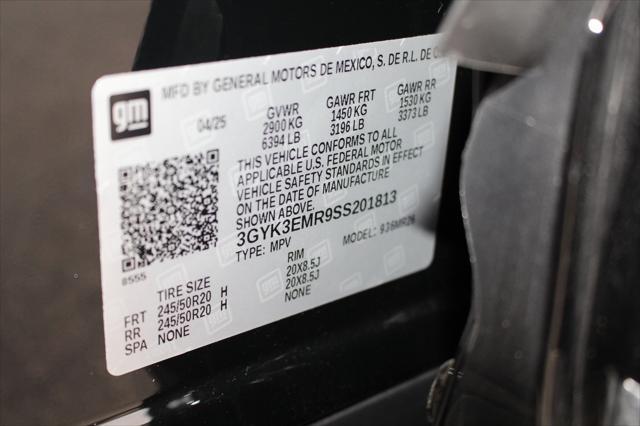 MFD BY GENERAL MOTORS DE MEXICO, S. DE R.L. DE
gm
04/25 GVWR GAWR FRT GAWR RR
2900 KG 1450 KG 1530 KG
6394 LB 3196 LB 3373 LB
THIS VEHICLE CONFORMS TO ALL
APPLICABLE U.S. FEDERAL MOTOR
VEHICLE SAFETY STANDARDS IN EFFECT
ON THE DATE OF MANUFACTURE
SHOWN ABOVE.
3GYK3EMR9SS201813
TYPE: MPV MODEL: 936MR26
8555
TIRE SIZE RIM
FRT 245/50R20 H 20X8.5J
RR 245/50R20 H 20X8.5J
SPA NONE NONE